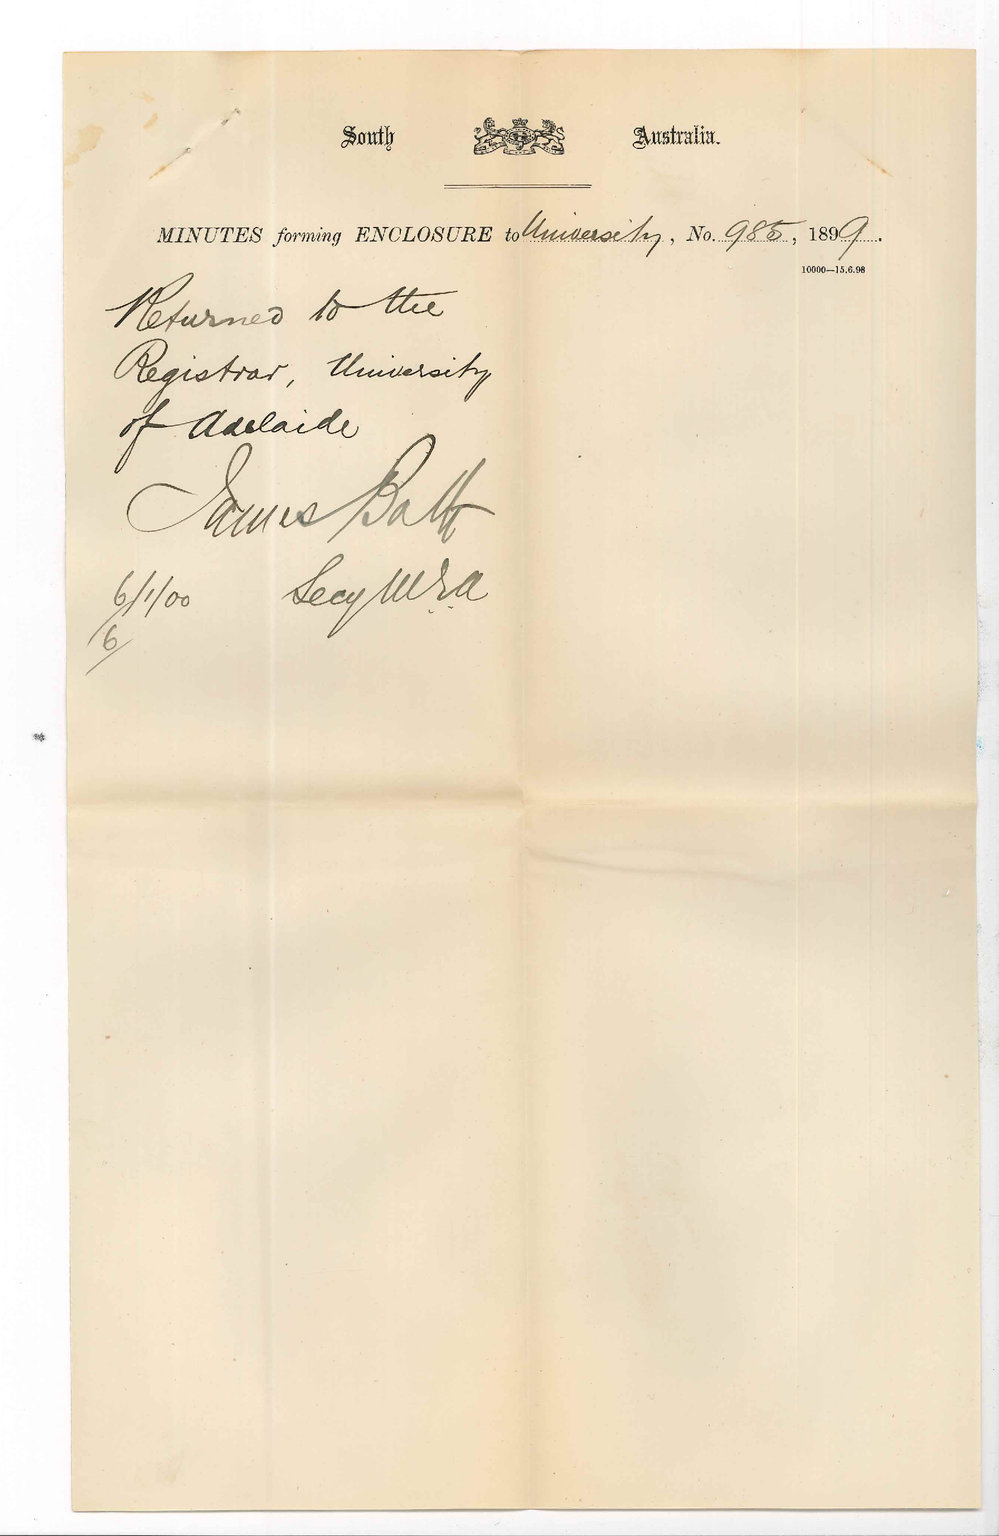 South Australia.
MINUTES forming ENCLOSURE to University, No. 985, 1899.
10000—15.6.98
Returned to the
Registrar, University
of Adelaide
James Batt
6/1/00 Secy
6/